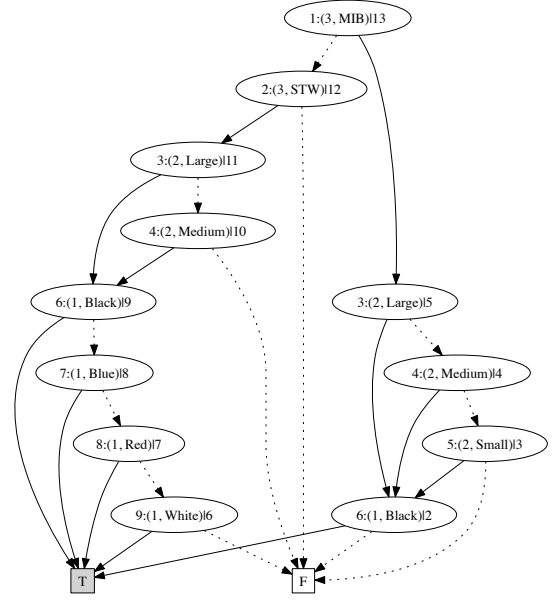 1:(3, MIB)|13
2:(3, STW)|12
3:(2, Large)|11
4:(2, Medium)|10
6:(1, Black)|9
3:(2, Large)|5
7:(1, Blue)|8
4:(2, Medium)|4
8:(1, Red)|7
5:(2, Small)|3
9:(1, White)|6
6:(1, Black)|2
T
F